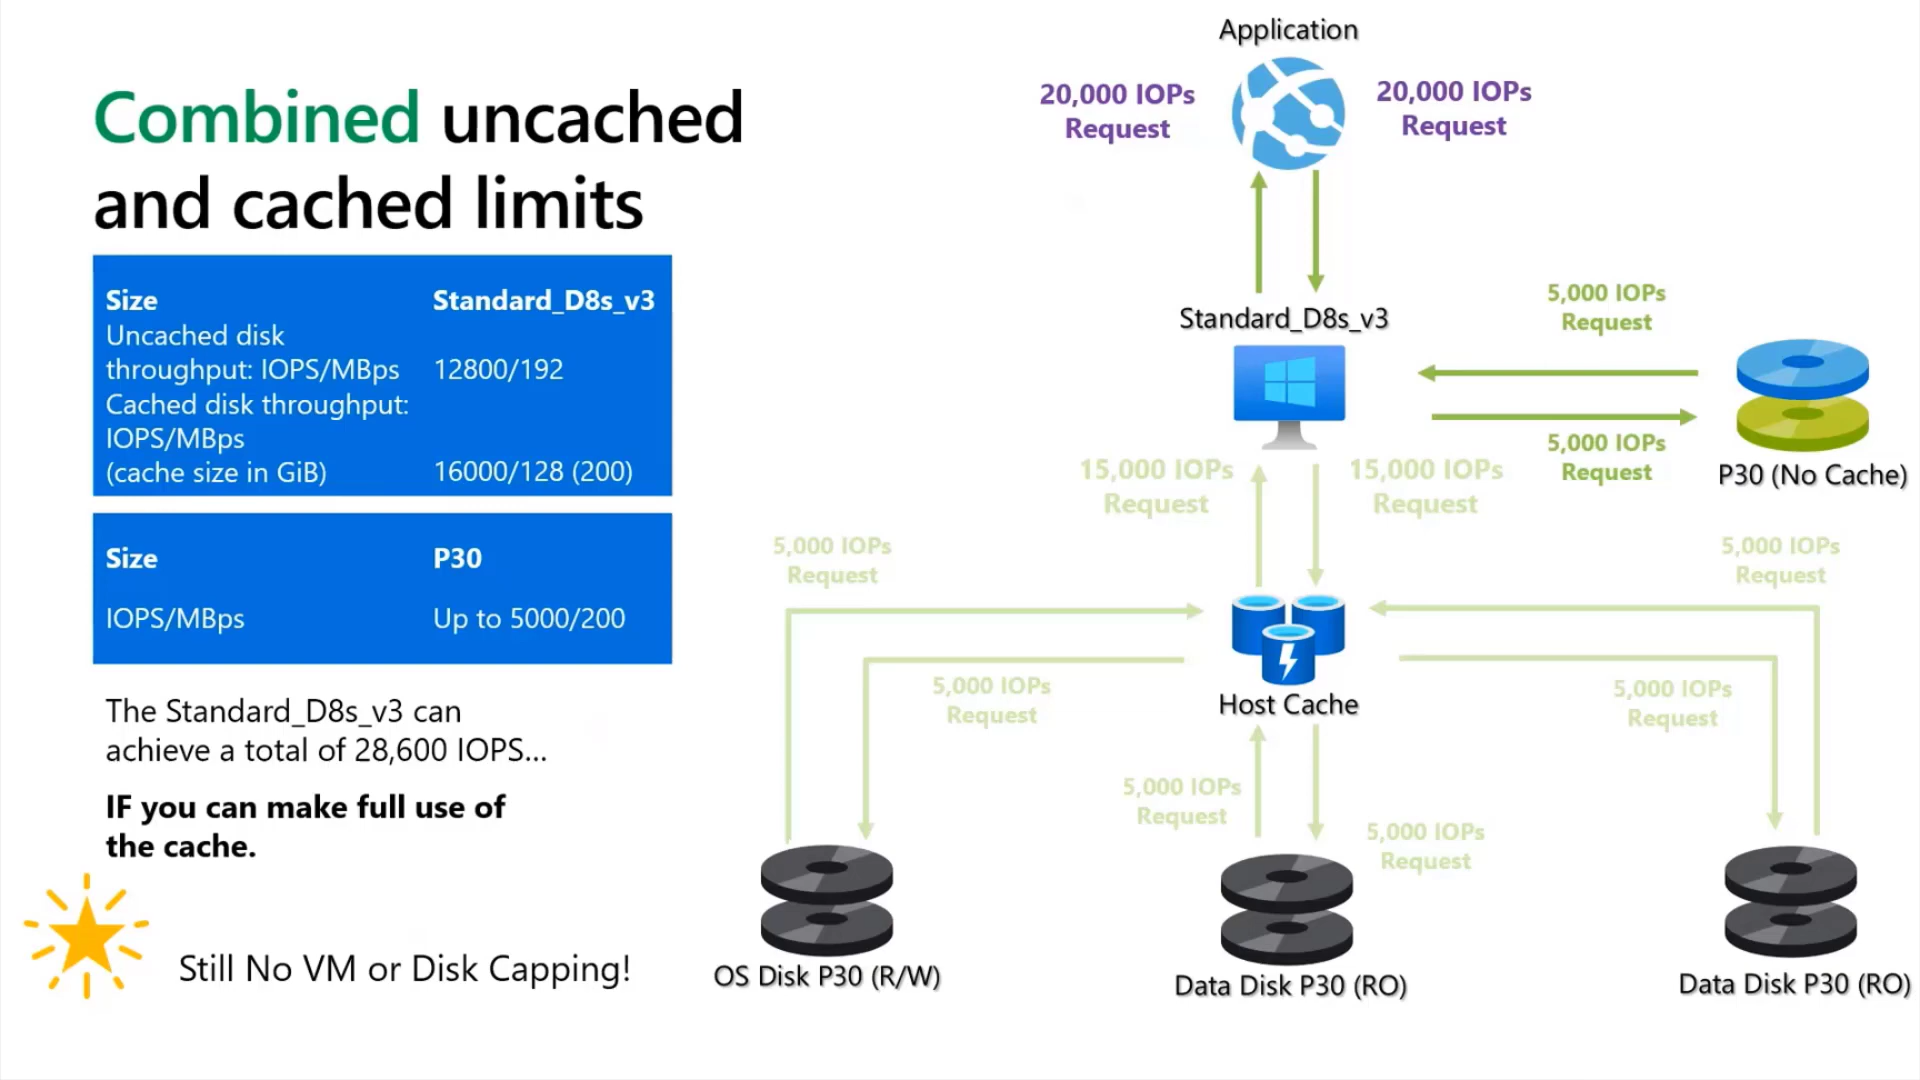 Combined uncached
and cached limits
Size Standard_D8s_v3
Uncached disk
throughput: IOPS/MBps 12800/192
Cached disk throughput:
IOPS/MBps
(cache size in GiB) 16000/128 (200)
Size P30
IOPS/MBps Up to 5000/200
The Standard_D8s_v3 can
achieve a total of 28,600 IOPS...
IF you can make full use of
the cache.
Still No VM or Disk Capping!
Application
20,000 IOPs
Request
20,000 IOPs
Request
Standard_D8s_v3
5,000 IOPs
Request
5,000 IOPs
Request
P30 (No Cache)
15,000 IOPs
Request
15,000 IOPs
Request
5,000 IOPs
Request
5,000 IOPs
Request
Host Cache
5,000 IOPs
Request
5,000 IOPs
Request
5,000 IOPs
Request
5,000 IOPs
Request
OS Disk P30 (R/W)
Data Disk P30 (RO)
Data Disk P30 (RO)